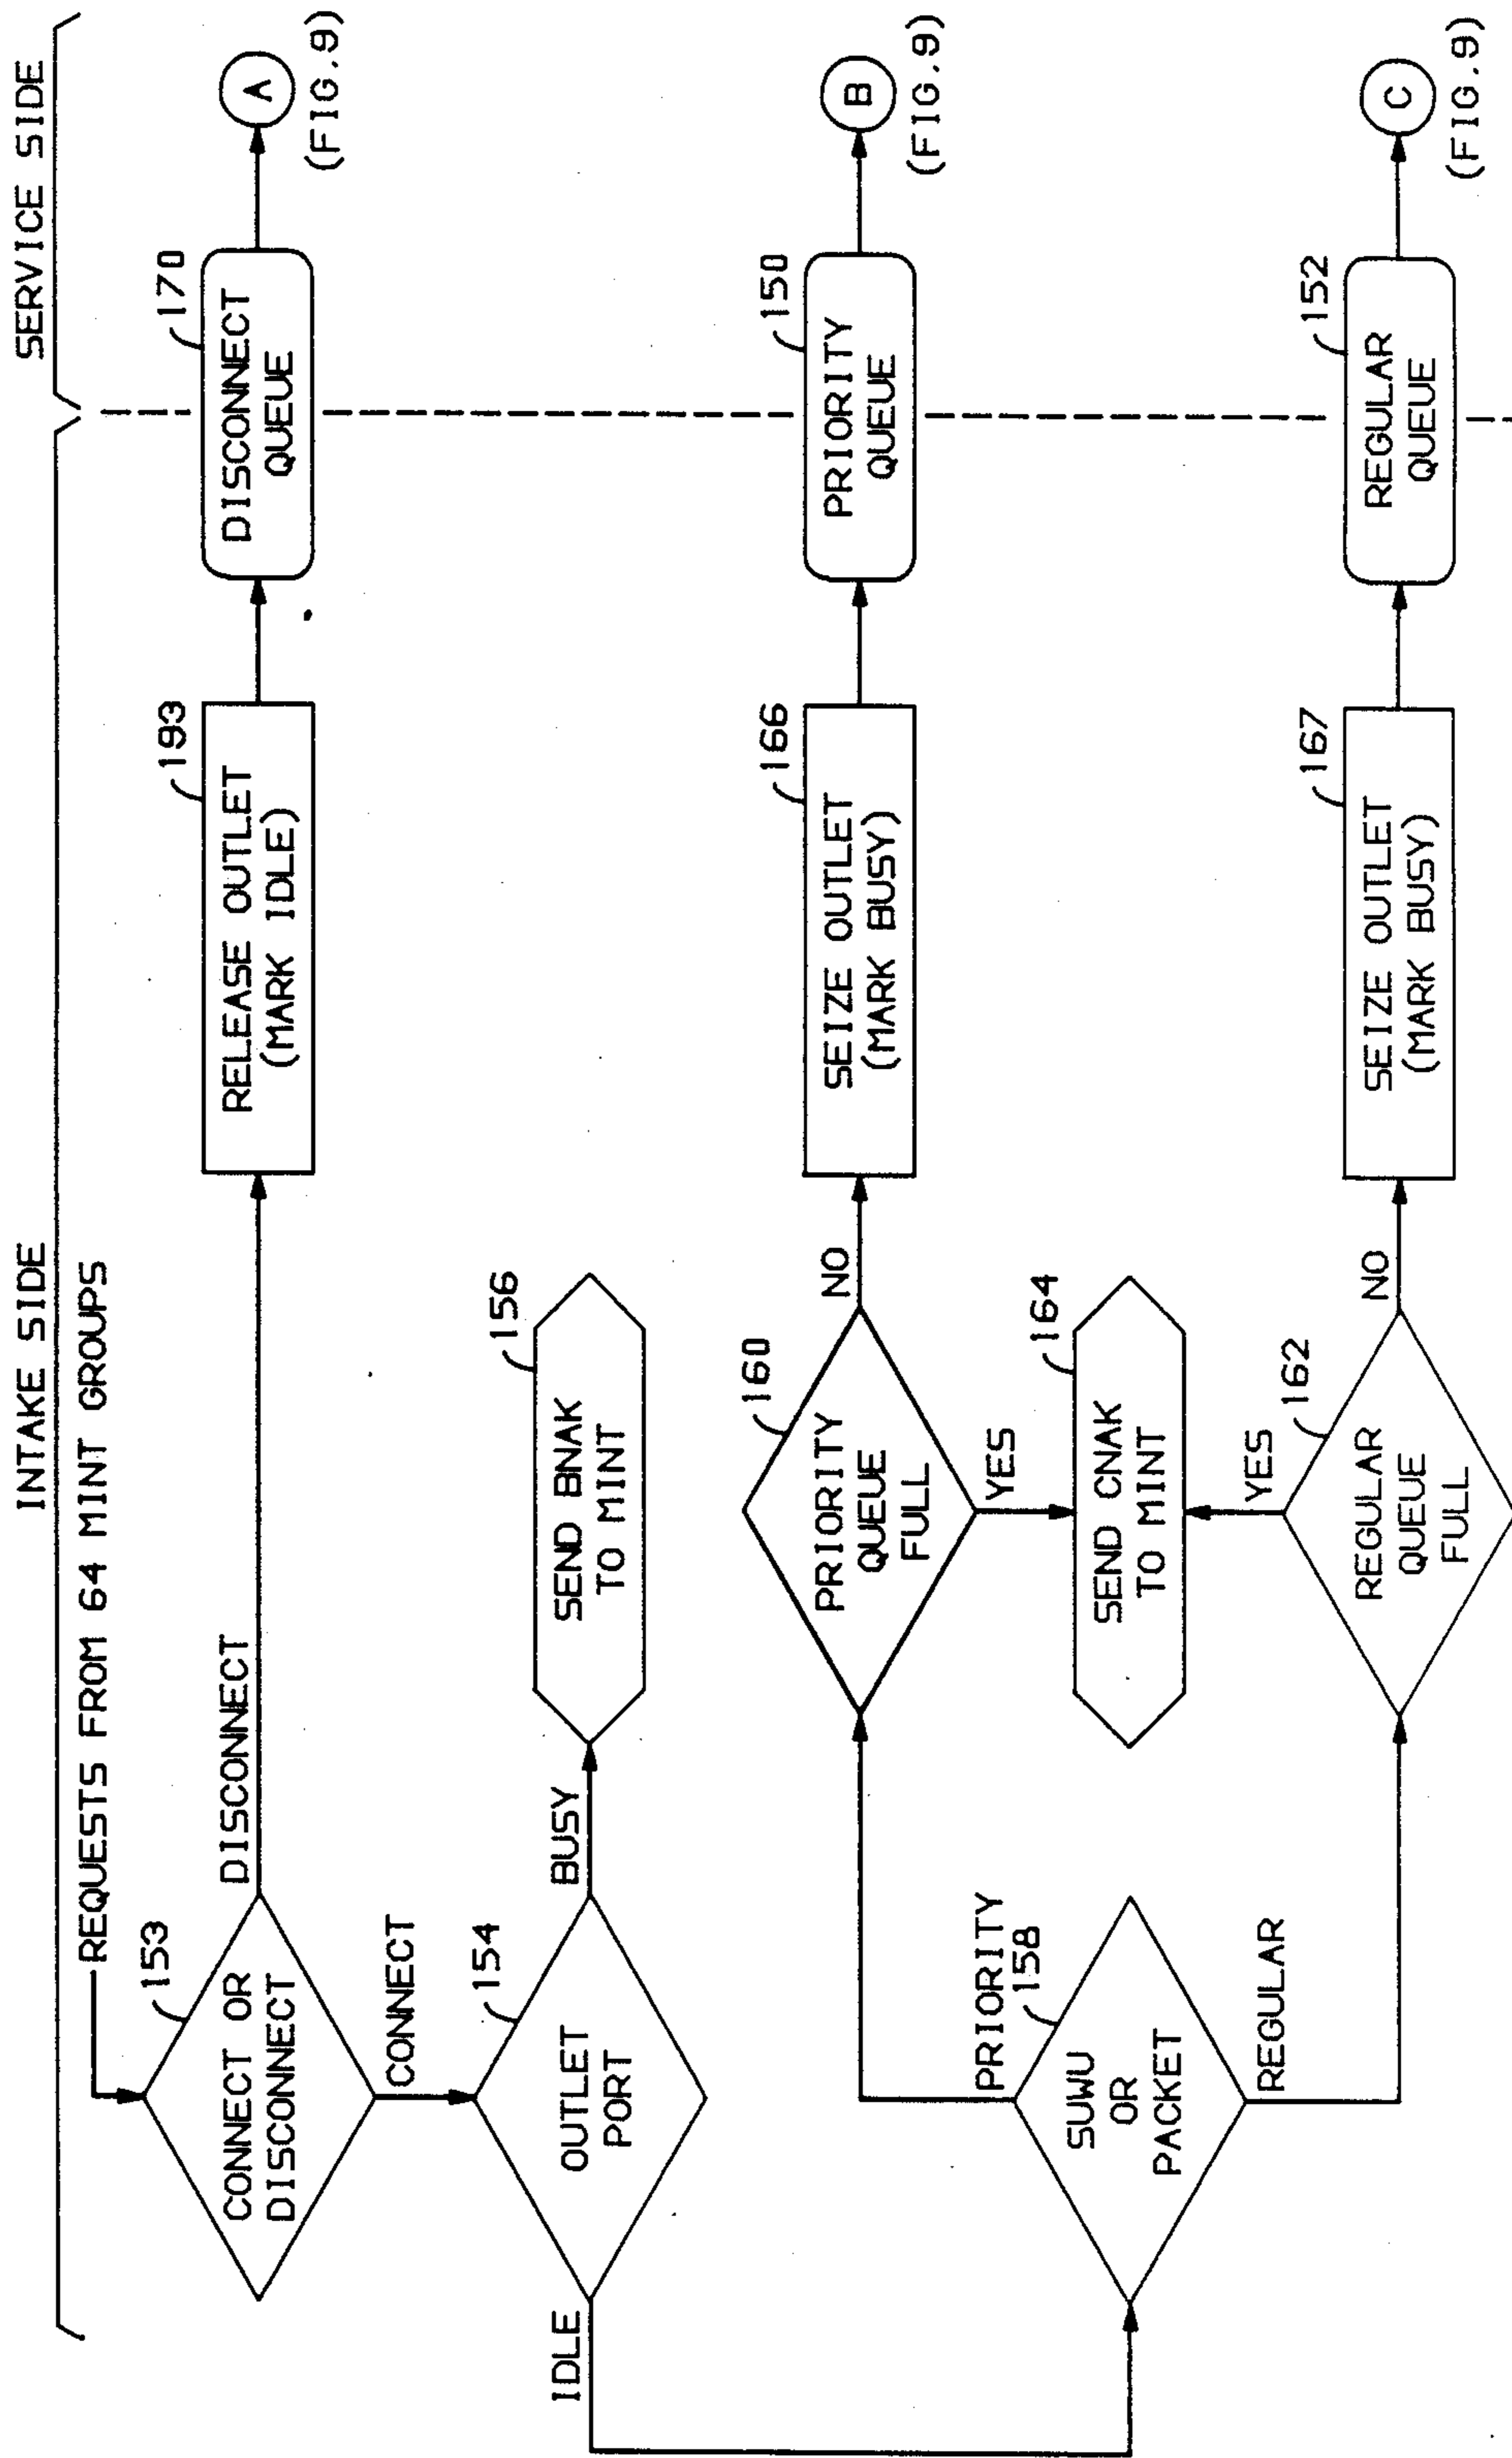 INTAKE SIDE
SERVICE SIDE
REQUESTS FROM 64 MINT GROUPS
153
CONNECT OR
DISCONNECT
DISCONNECT
193
RELEASE OUTLET
(MARK IDLE)
170
DISCONNECT
QUEUE
A
(FIG.9)
CONNECT
154
OUTLET
PORT
BUSY
156
SEND BNAK
TO MINT
IDLE
PRIORITY
158
SUWU
OR
PACKET
REGULAR
160
PRIORITY
QUEUE
FULL
NO
166
SEIZE OUTLET
(MARK BUSY)
150
PRIORITY
QUEUE
B
(FIG.9)
YES
164
SEND CNAK
TO MINT
YES
162
REGULAR
QUEUE
FULL
NO
167
SEIZE OUTLET
(MARK BUSY)
152
REGULAR
QUEUE
C
(FIG.9)